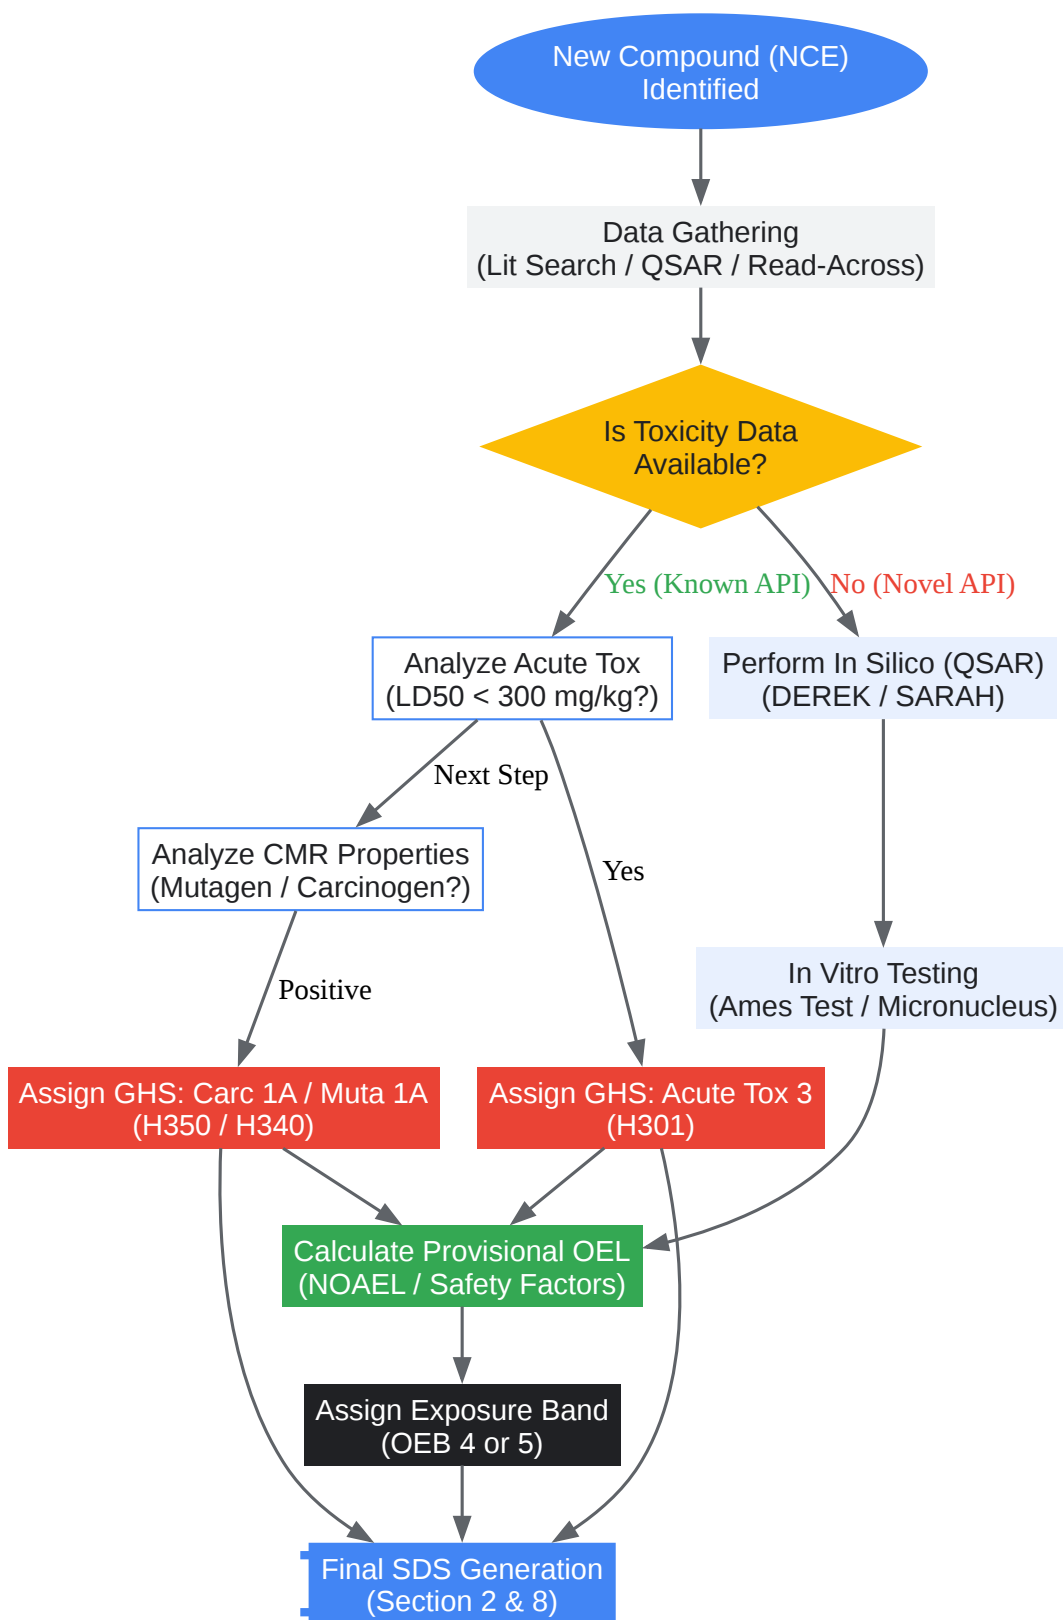 New Compound (NCE)
Identified
Data Gathering
(Lit Search / QSAR / Read-Across)
Is Toxicity Data
Available?
Yes (Known API)
No (Novel API)
Analyze Acute Tox
(LD50 < 300 mg/kg?)
Perform In Silico (QSAR)
(DEREK / SARAH)
Next Step
Analyze CMR Properties
(Mutagen / Carcinogen?)
Yes
In Vitro Testing
(Ames Test / Micronucleus)
Positive
Assign GHS: Carc 1A / Muta 1A
(H350 / H340)
Assign GHS: Acute Tox 3
(H301)
Calculate Provisional OEL
(NOAEL / Safety Factors)
Assign Exposure Band
(OEB 4 or 5)
Final SDS Generation
(Section 2 & 8)